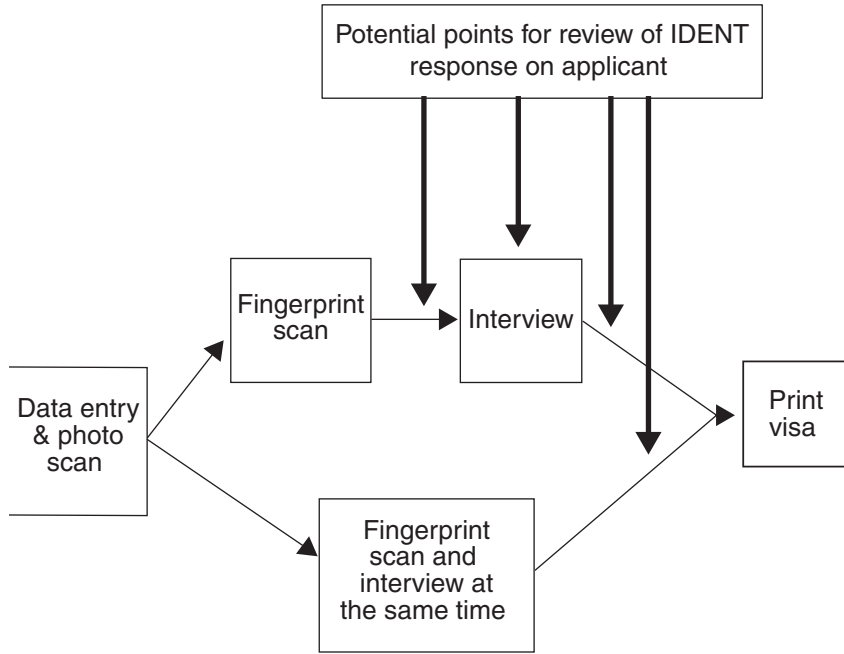 Potential points for review of IDENT
response on applicant
Fingerprint
scan
Interview
Data entry
& photo
scan
Print
visa
Fingerprint
scan and
interview at
the same time